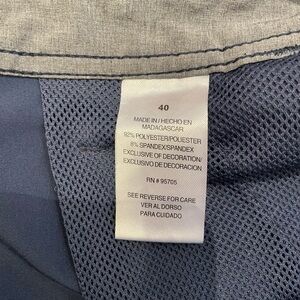 40
MADE IN / HECHO EN
MADAGASCAR
92% POLYESTER/POLIESTER
8% SPANDEX/SPANDEX
EXCLUSIVE OF DECORATION/
EXCLUSIVO DE DECORACION
RN # 95705
SEE REVERSE FOR CARE
VER AL DORSO
PARA CUIDADO